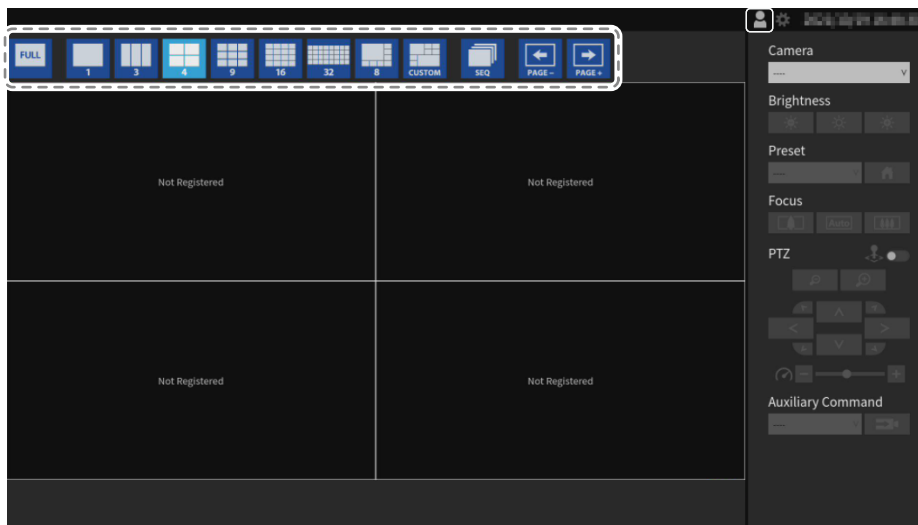 FULL
1
3
4
9
16
32
8
CUSTOM
SEQ
PAGE −
PAGE +
Camera
---- v
Brightness
Preset
---- v
Not Registered
Not Registered
Focus
Auto
PTZ
Not Registered
Not Registered
Auxiliary Command
---- v